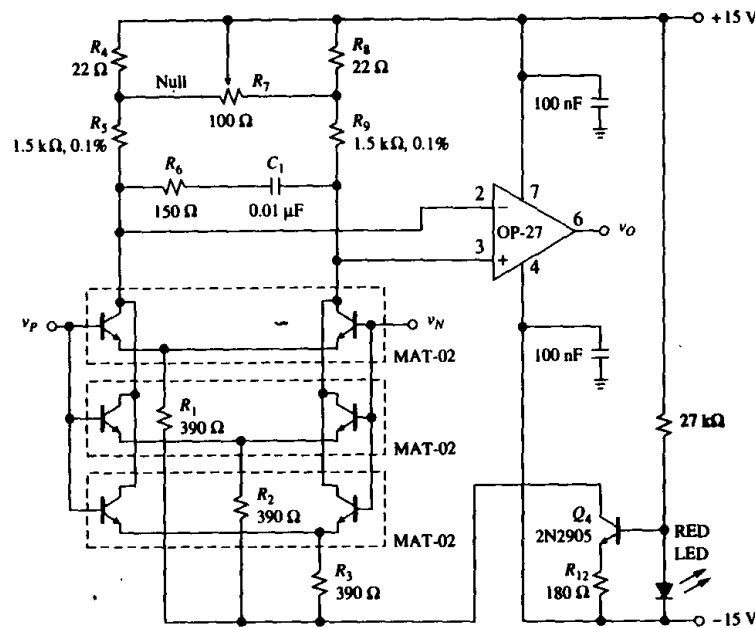 R4
22 Ω
R8
22 Ω
+15 V
Null
R7
100 Ω
100 nF
R5
1.5 kΩ, 0.1%
R9
1.5 kΩ, 0.1%
R6
150 Ω
C1
0.01 µF
2
7
−
OP-27
6
vO
3
+
4
vP
vN
MAT-02
100 nF
R1
390 Ω
27 kΩ
MAT-02
R2
390 Ω
MAT-02
Q4
2N2905
RED
LED
R3
390 Ω
R12
180 Ω
−15 V